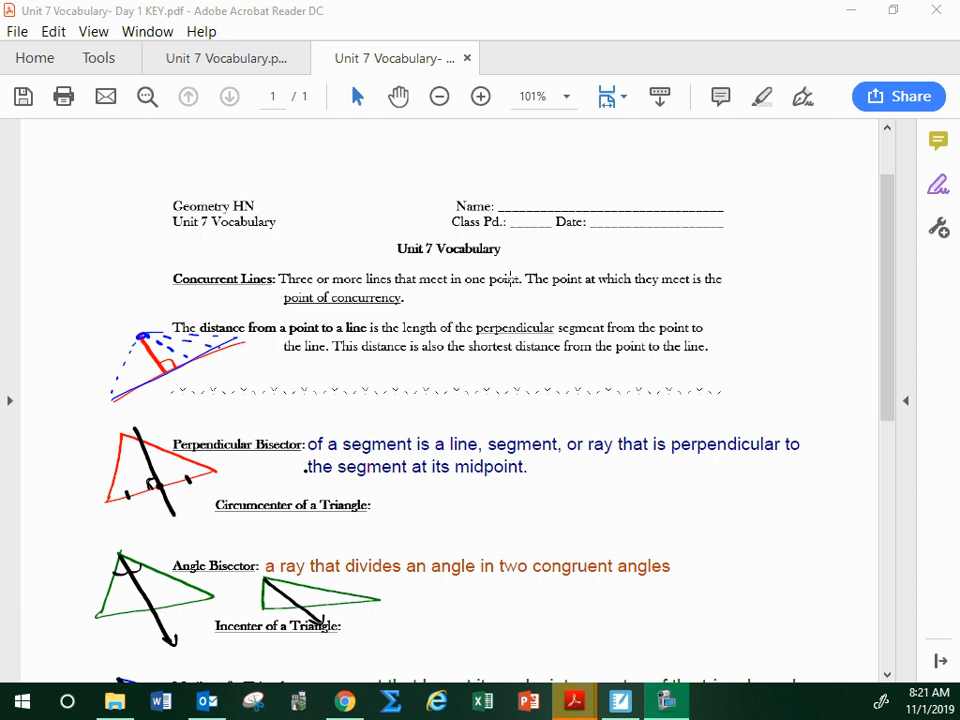 Unit 7 Vocabulary- Day 1 KEY.pdf - Adobe Acrobat Reader DC
File Edit View Window Help
Home Tools Unit 7 Vocabulary.p... Unit 7 Vocabulary- ... ×
1 / 1 101% Share
Geometry HN Name: ________________________________
Unit 7 Vocabulary Class Pd.: ______ Date: ___________________
Unit 7 Vocabulary
Concurrent Lines: Three or more lines that meet in one point. The point at which they meet is the
point of concurrency.
The distance from a point to a line is the length of the perpendicular segment from the point to
the line. This distance is also the shortest distance from the point to the line.
Perpendicular Bisector: of a segment is a line, segment, or ray that is perpendicular to
the segment at its midpoint.
Circumcenter of a Triangle:
Angle Bisector: a ray that divides an angle in two congruent angles
Incenter of a Triangle:
8:21 AM
11/1/2019